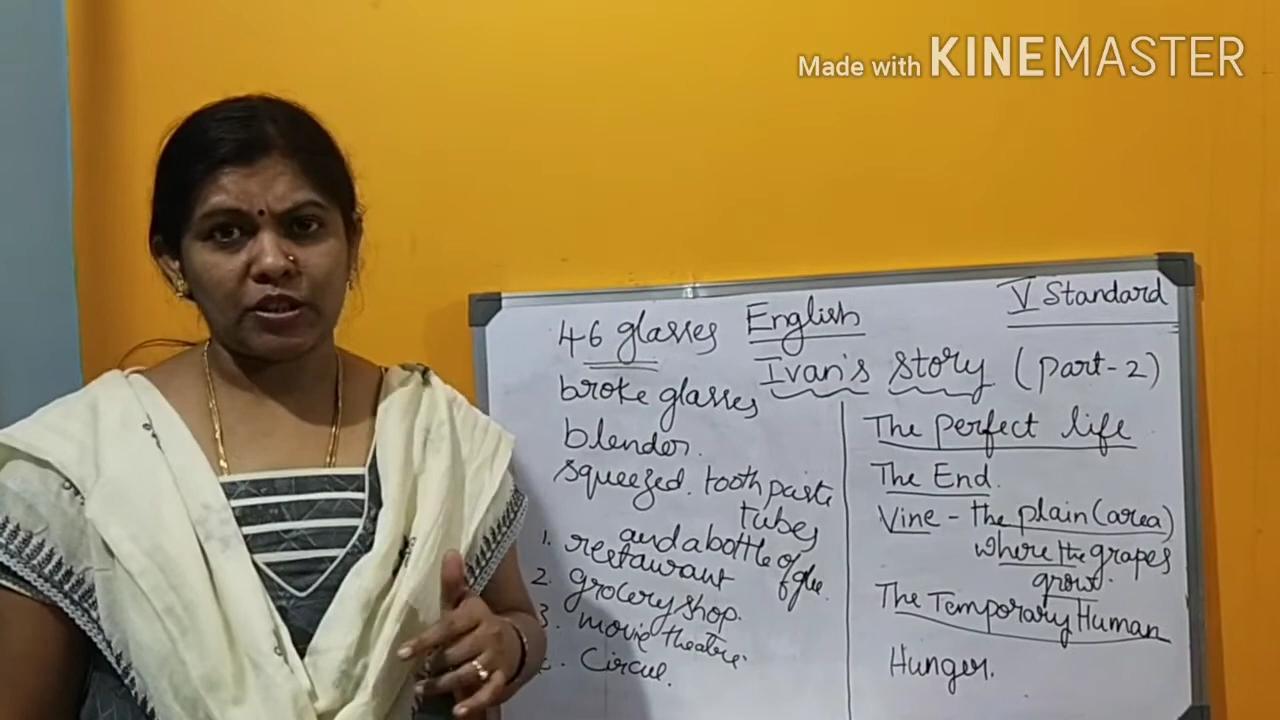 Made with KINEMASTER
V Standard
English
Ivan's story (part-2)
46 glasses
broke glasses
blender.
squeezed. tooth paste
tubes
and a bottle of glue.
1. restaurant
2. grocery shop.
3. movie theatre.
Circus.
The perfect life
The End.
Vine - the plain (area)
where the grapes
grow.
The Temporary Human
Hunger.